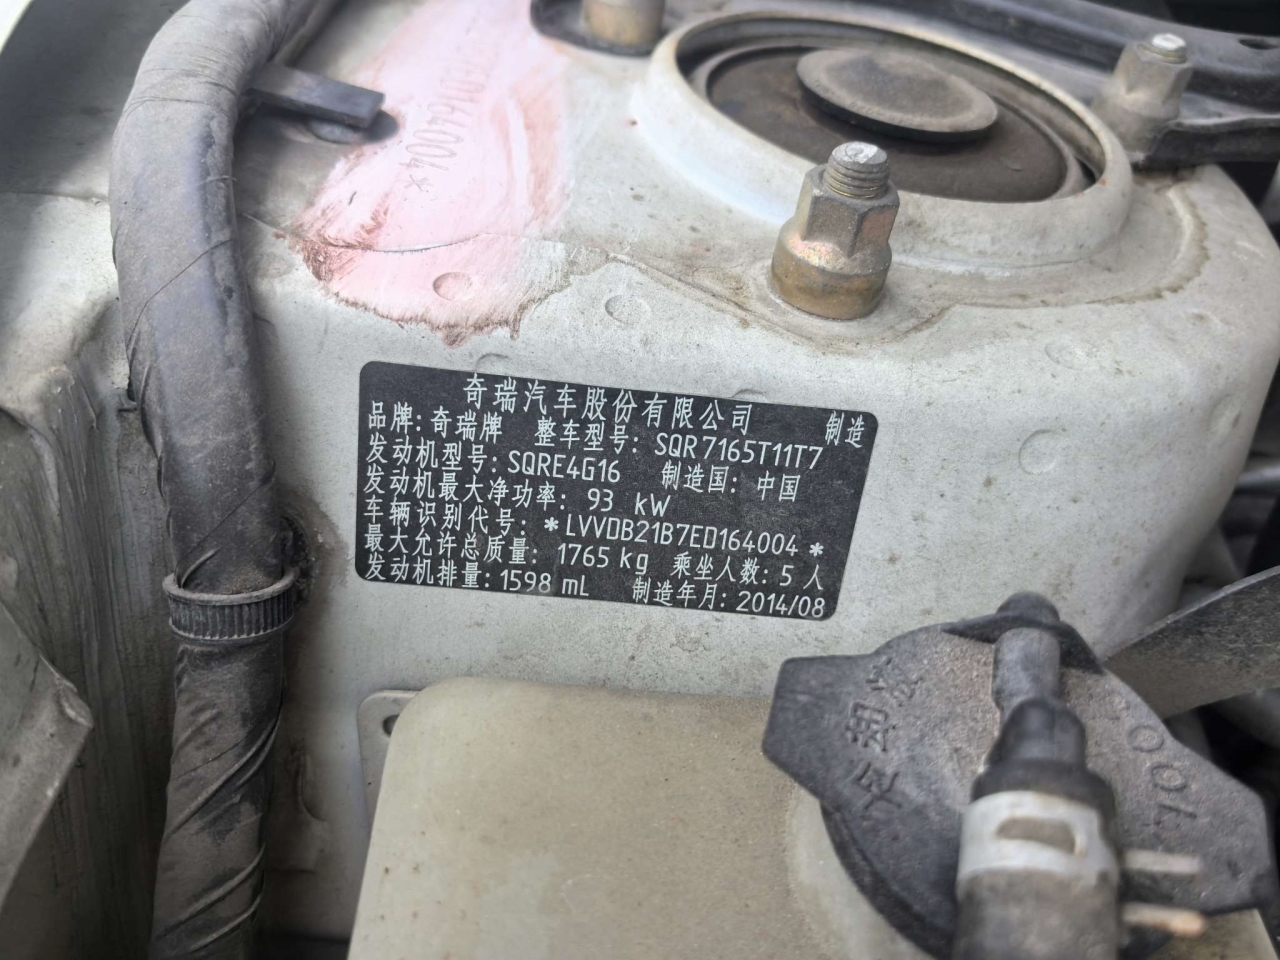 D164004*
奇瑞汽车股份有限公司 制造
品牌:奇瑞牌 整车型号: SQR7165T11T7
发动机型号:SQRE4G16 制造国: 中国
发动机最大净功率: 93 kW
车辆识别代号: *LVVDB21B7ED164004*
最大允许总质量: 1765 kg 乘坐人数: 5 人
发动机排量:1598 mL 制造年月: 2014/08